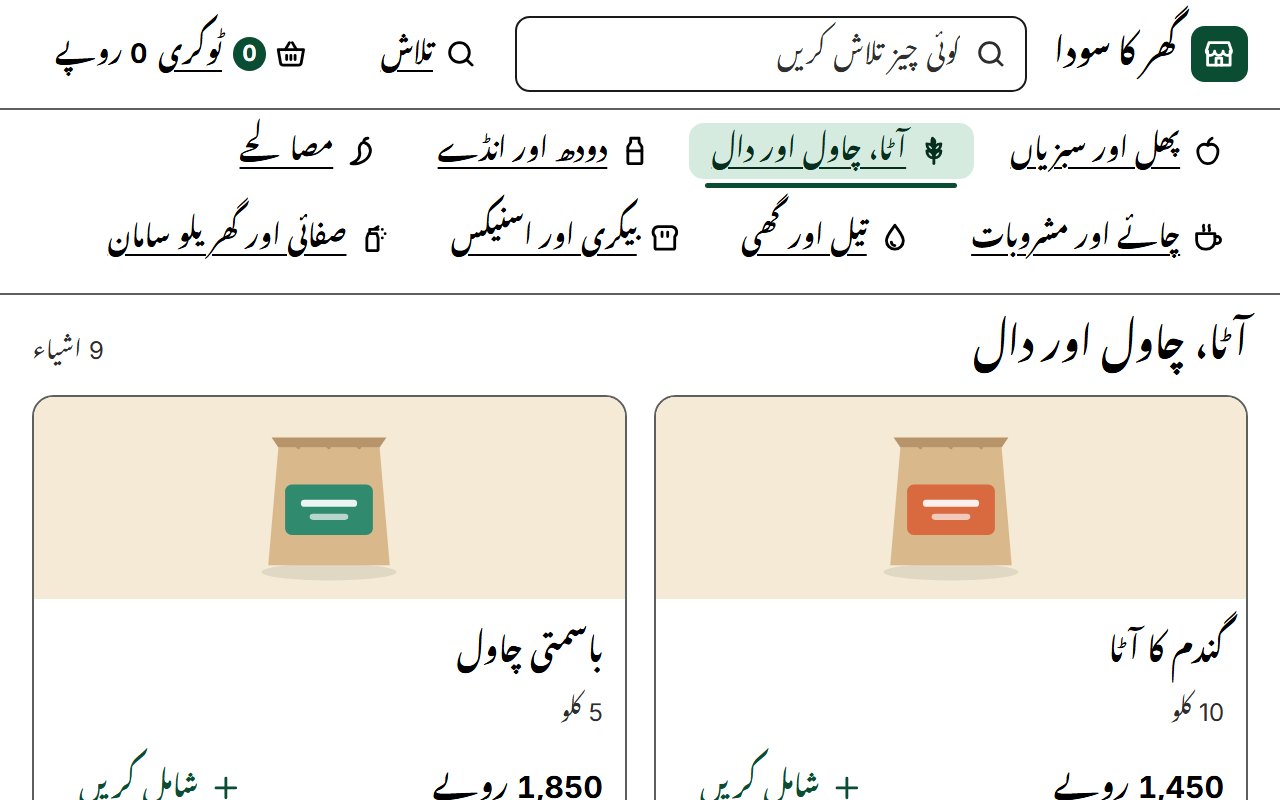 گھر کا سودا
کوئی چیز تلاش کریں
تلاش
0 ٹوکری 0 روپے
پھل اور سبزیاں
آٹا، چاول اور دال
دودھ اور انڈے
مصالحے
چائے اور مشروبات
تیل اور گھی
بیکری اور اسنیکس
صفائی اور گھریلو سامان
آٹا، چاول اور دال
9 اشیاء
گندم کا آٹا
10 کلو
1,450 روپے
شامل کریں
باسمتی چاول
5 کلو
1,850 روپے
شامل کریں